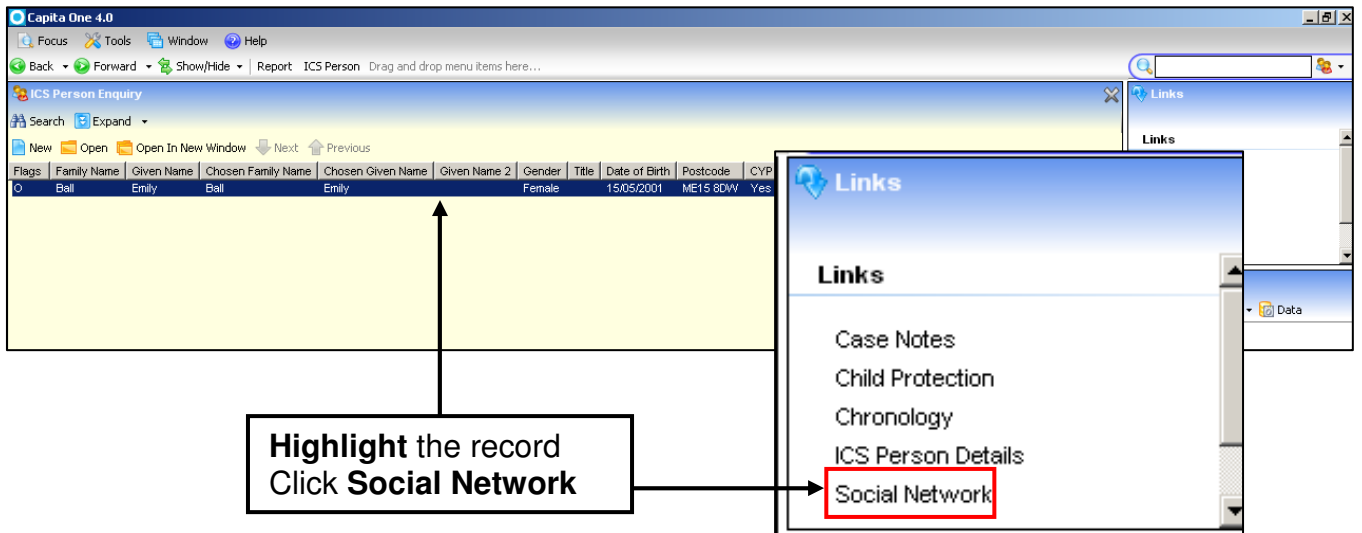 Capita One 4.0
Focus Tools Window Help
Back Forward Show/Hide Report ICS Person Drag and drop menu items here...
ICS Person Enquiry
Links
Search Expand
Links
New Open Open In New Window Next Previous
Flags Family Name Given Name Chosen Family Name Chosen Given Name Given Name 2 Gender Title Date of Birth Postcode CYP
O Ball Emily Ball Emily Female 15/05/2001 ME15 8DW Yes
Data
Links
Links
Case Notes
Child Protection
Chronology
ICS Person Details
Social Network
Highlight the record
Click Social Network